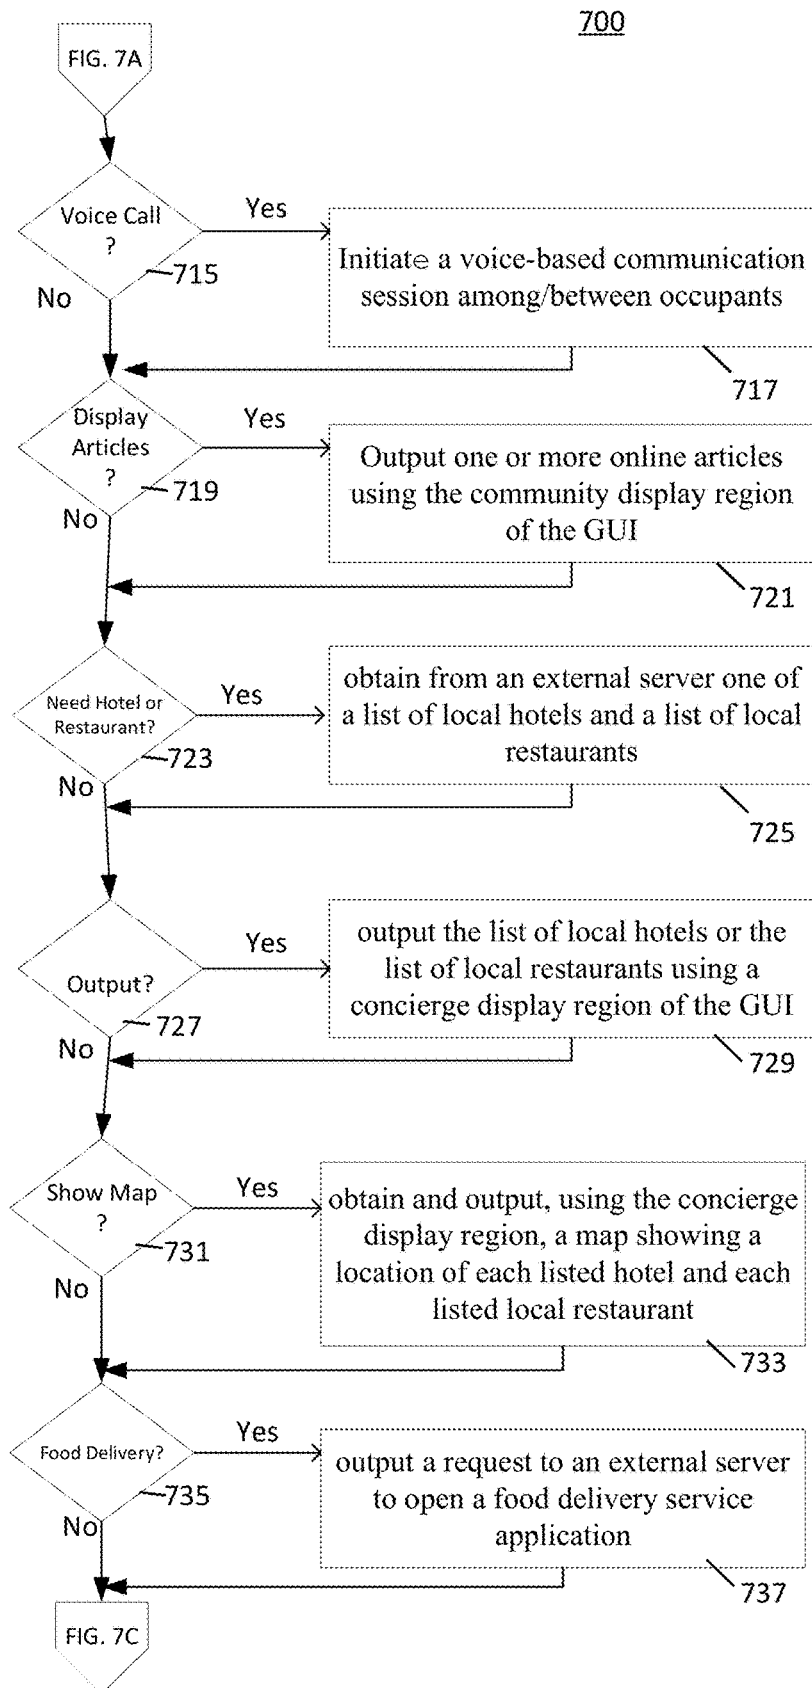 700
FIG. 7A
Voice Call
?
Yes
715
No
Initiate a voice-based communication
session among/between occupants
717
Display
Articles
?
Yes
719
No
Output one or more online articles
using the community display region
of the GUI
721
Need Hotel or
Restaurant?
Yes
723
No
obtain from an external server one of
a list of local hotels and a list of local
restaurants
725
Output?
Yes
727
No
output the list of local hotels or the
list of local restaurants using a
concierge display region of the GUI
729
Show Map
?
Yes
731
No
obtain and output, using the concierge
display region, a map showing a
location of each listed hotel and each
listed local restaurant
733
Food Delivery?
Yes
735
No
output a request to an external server
to open a food delivery service
application
737
FIG. 7C